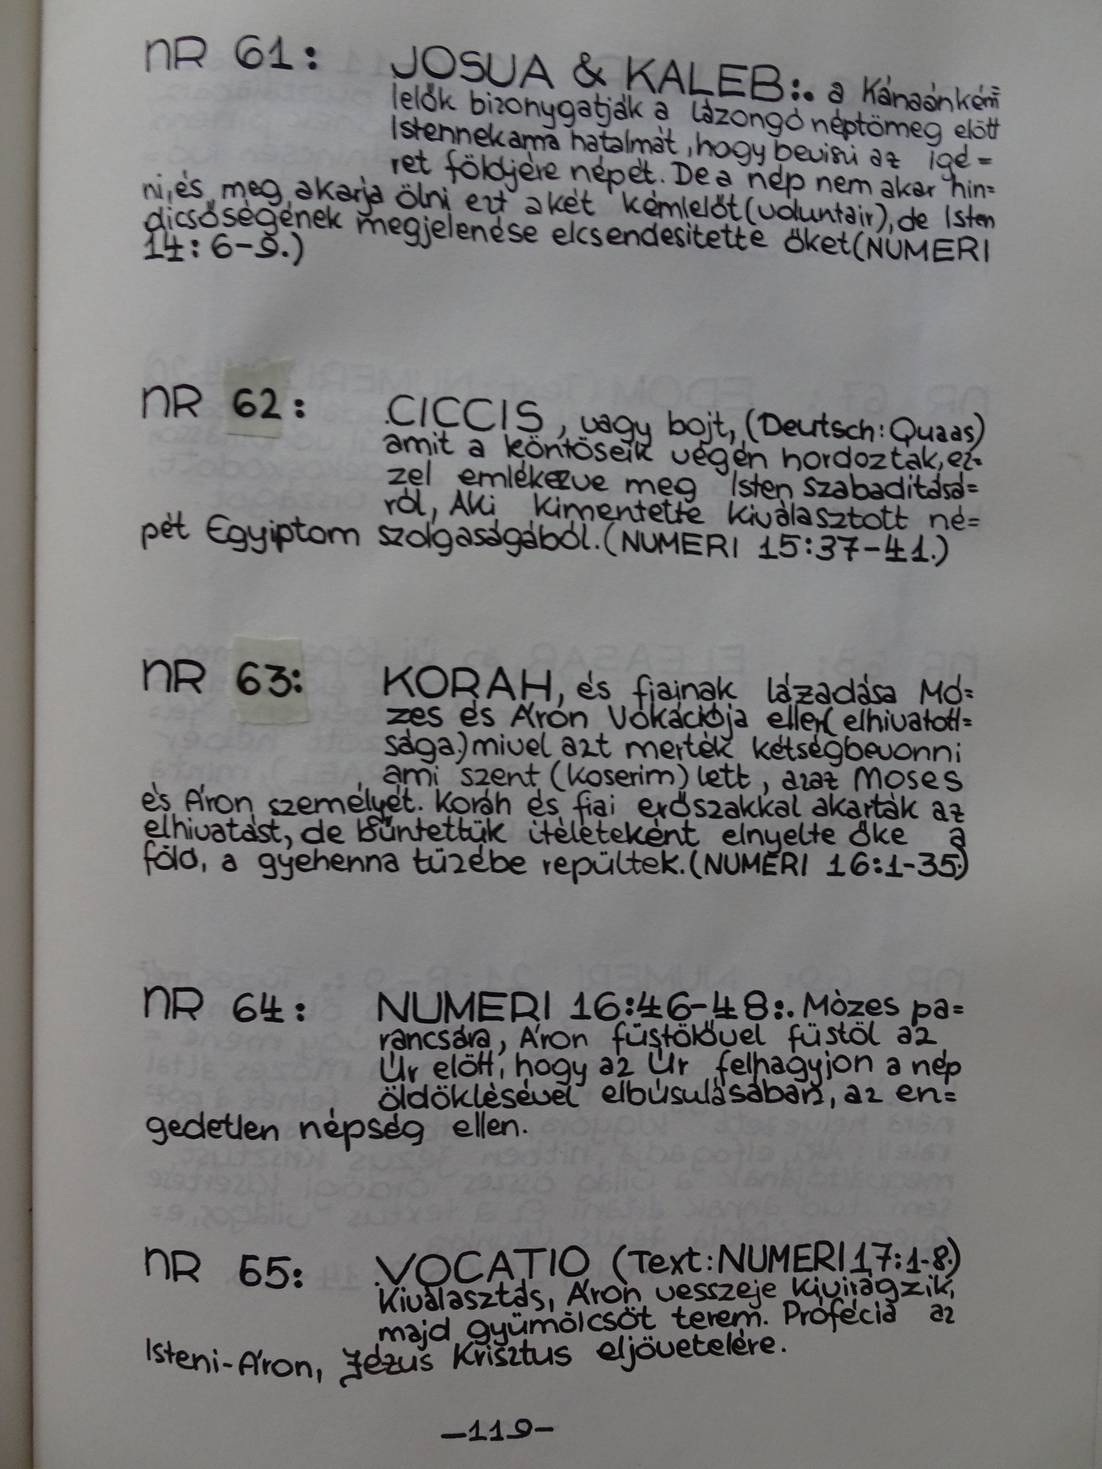 NR 61: JOSUA & KALEB:. a Kánaánkém=
lelők bizonygatják a lázongó néptömeg előtt
Istennekama hatalmát, hogy beviszi az igé=
ret földjére népét. De a nép nem akar hin=
ni, és meg akarja ölni ezt akét kémlelőt (voluntair), de Isten
dicsőségének megjelenése elcsendesitette őket (NUMERI
14:6-9.)
NR 62: CICCIS, vagy bojt, (Deutsch: Quaas)
amit a köntöseik végén hordoztak, ez=
zel emlékezve meg Isten szabaditásá=
ról, Aki kimentette kiválasztott né=
pét Egyiptom szolgaságából. (NUMERI 15:37-41.)
NR 63: KORAH, és fiainak lázadása Mó=
zes és Áron Vokációja ellen (elhivatott=
sága.) mivel azt merték kétségbevonni
ami szent (koserim) lett, azaz Moses
és Áron személyét. Koráh és fiai erőszakkal akarták az
elhivatást, de büntettük itéleteként elnyelte őke a
föld, a gyehenna tüzébe repültek. (NUMERI 16:1-35.)
NR 64: NUMERI 16:46-48:. Mózes pa=
rancsára, Áron füstölővel füstöl az
Úr előtt, hogy az Úr felhagyjon a nép
öldöklésével elbúsulásában, az en=
gedetlen népség ellen.
NR 65: VOCATIO (Text: NUMERI 17:1-8.)
Kiválasztás, Áron vesszeje kivirágzik,
majd gyümölcsöt terem. Prófécia az
Isteni-Áron, Jézus Krisztus eljövetelére.
-119-